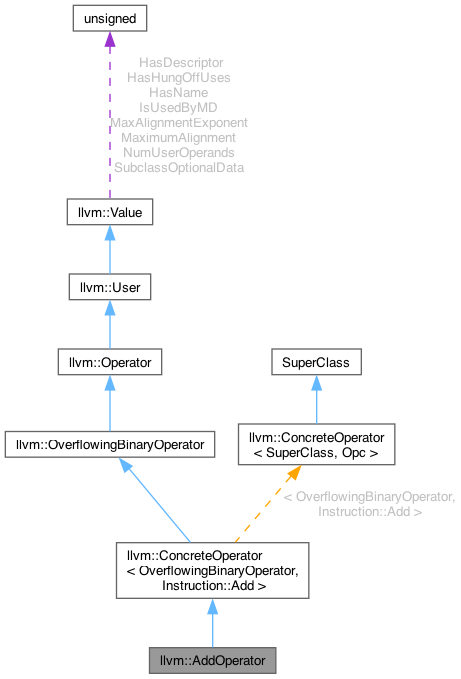 unsigned
HasDescriptor
HasHungOffUses
HasName
IsUsedByMD
MaxAlignmentExponent
MaximumAlignment
NumUserOperands
SubclassOptionalData
llvm::Value
llvm::User
llvm::Operator
SuperClass
llvm::OverflowingBinaryOperator
llvm::ConcreteOperator
< SuperClass, Opc >
< OverflowingBinaryOperator,
Instruction::Add >
llvm::ConcreteOperator
< OverflowingBinaryOperator,
Instruction::Add >
llvm::AddOperator